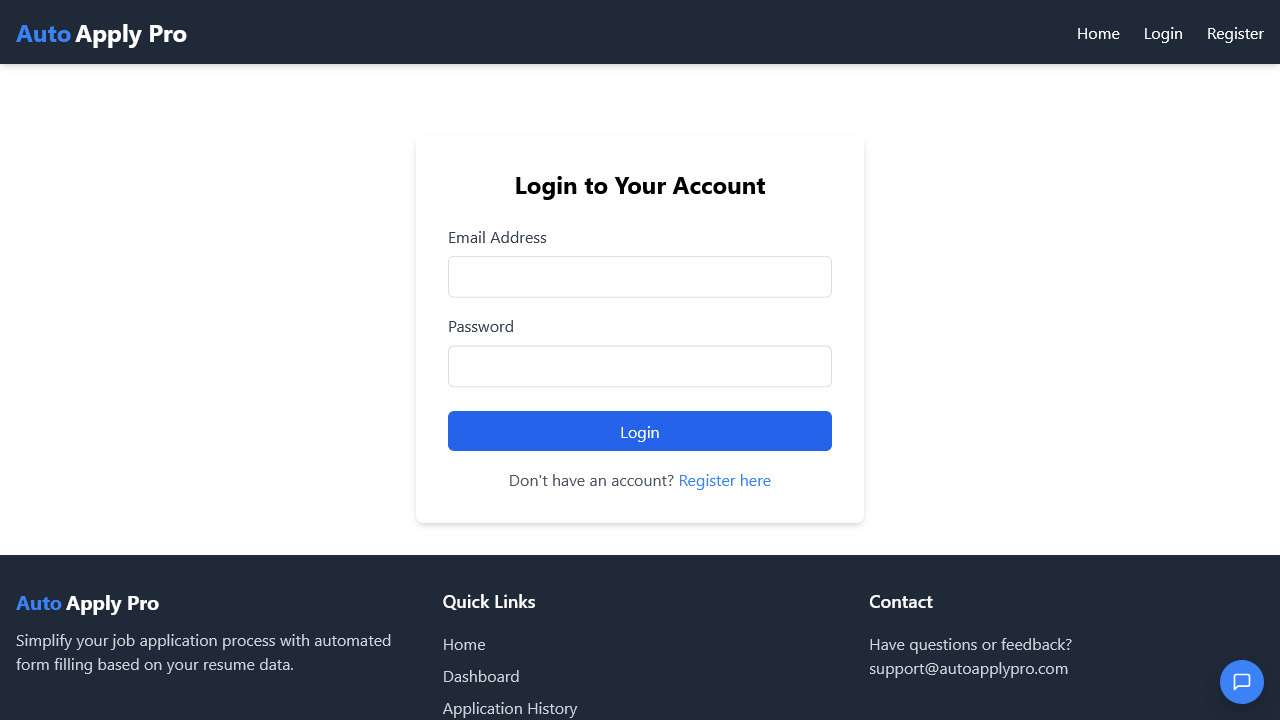 Auto Apply Pro
Home Login Register
Login to Your Account
Email Address
Password
Login
Don't have an account? Register here
Auto Apply Pro
Simplify your job application process with automated
form filling based on your resume data.
Quick Links
Home
Dashboard
Application History
Contact
Have questions or feedback?
support@autoapplypro.com